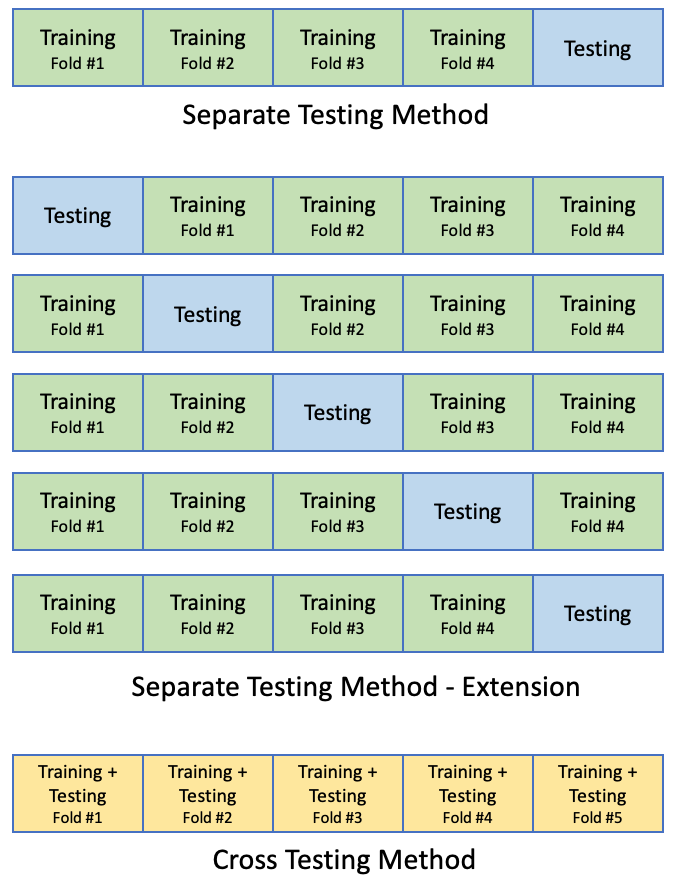 Training Training Training Training Testing
Fold #1 Fold #2 Fold #3 Fold #4
Separate Testing Method
Testing Training Training Training Training
Fold #1 Fold #2 Fold #3 Fold #4
Training Testing Training Training Training
Fold #1 Fold #2 Fold #3 Fold #4
Training Training Testing Training Training
Fold #1 Fold #2 Fold #3 Fold #4
Training Training Training Testing Training
Fold #1 Fold #2 Fold #3 Fold #4
Training Training Training Training Testing
Fold #1 Fold #2 Fold #3 Fold #4
Separate Testing Method - Extension
Training + Training + Training + Training + Training +
Testing Testing Testing Testing Testing
Fold #1 Fold #2 Fold #3 Fold #4 Fold #5
Cross Testing Method